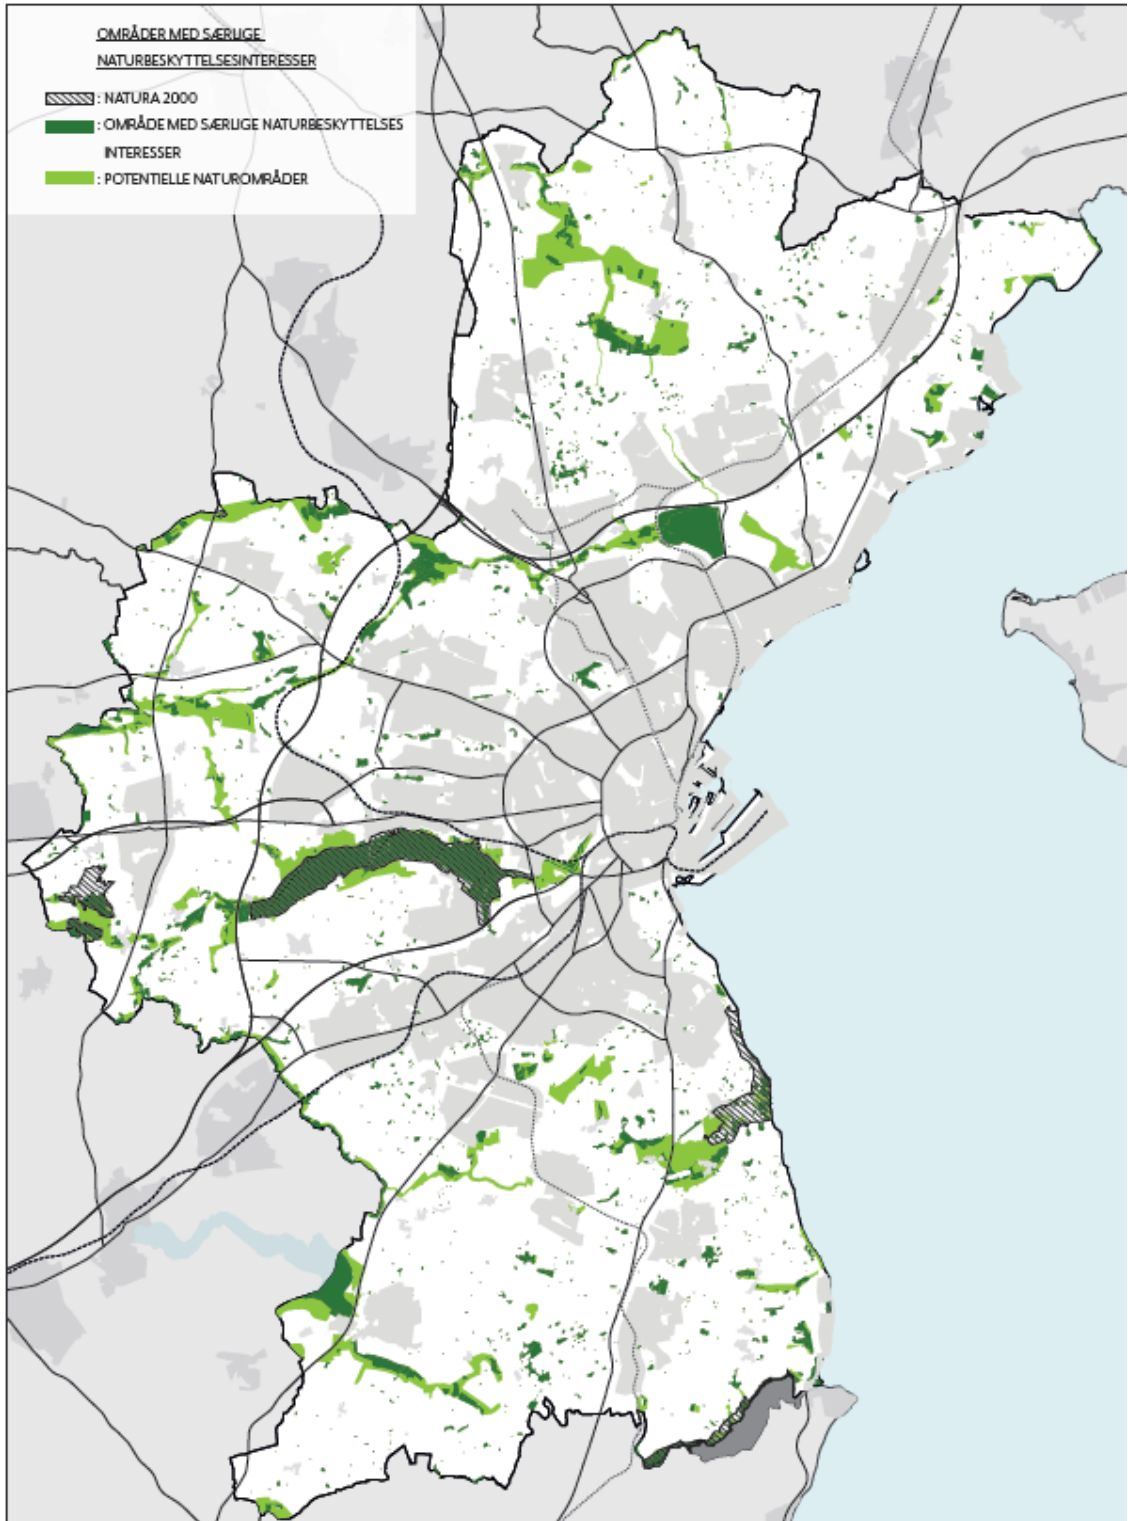 OMRÅDER MED SÆRLIGE
NATURBESKYTTELSESINTERESSER
: NATURA 2000
: OMRÅDE MED SÆRLIGE NATURBESKYTTELSES
INTERESSER
: POTENTIELLE NATUROMRÅDER